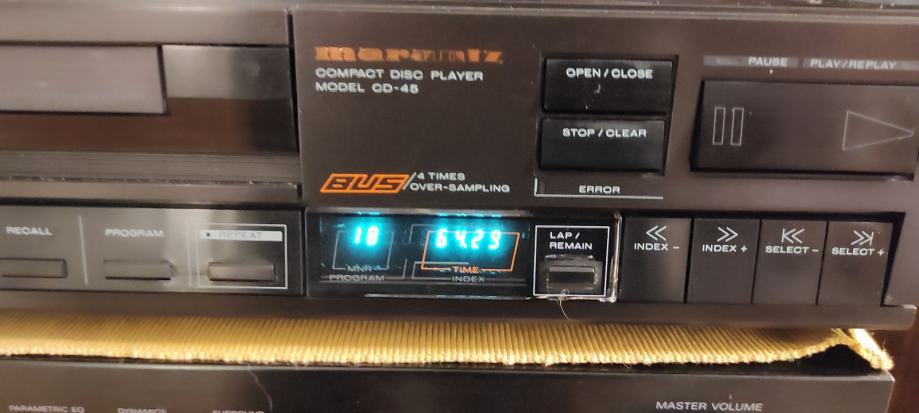 marantz
COMPACT DISC PLAYER
MODEL CD-45
OPEN/CLOSE
STOP/CLEAR
PAUSE
PLAY/REPLAY
BUS/4 TIMES
OVER-SAMPLING
ERROR
RECALL
PROGRAM
REPEAT
18
64.29
MNR
PROGRAM
TIME
INDEX
LAP/
REMAIN
INDEX -
INDEX +
SELECT -
SELECT +
PARAMETRIC EQ
DYNAMICS
SURROUND
MASTER VOLUME